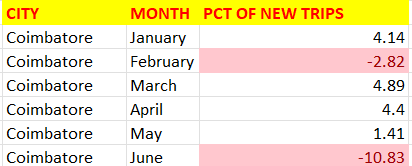 CITY MONTH PCT OF NEW TRIPS
Coimbatore January 4.14
Coimbatore February -2.82
Coimbatore March 4.89
Coimbatore April 4.4
Coimbatore May 1.41
Coimbatore June -10.83